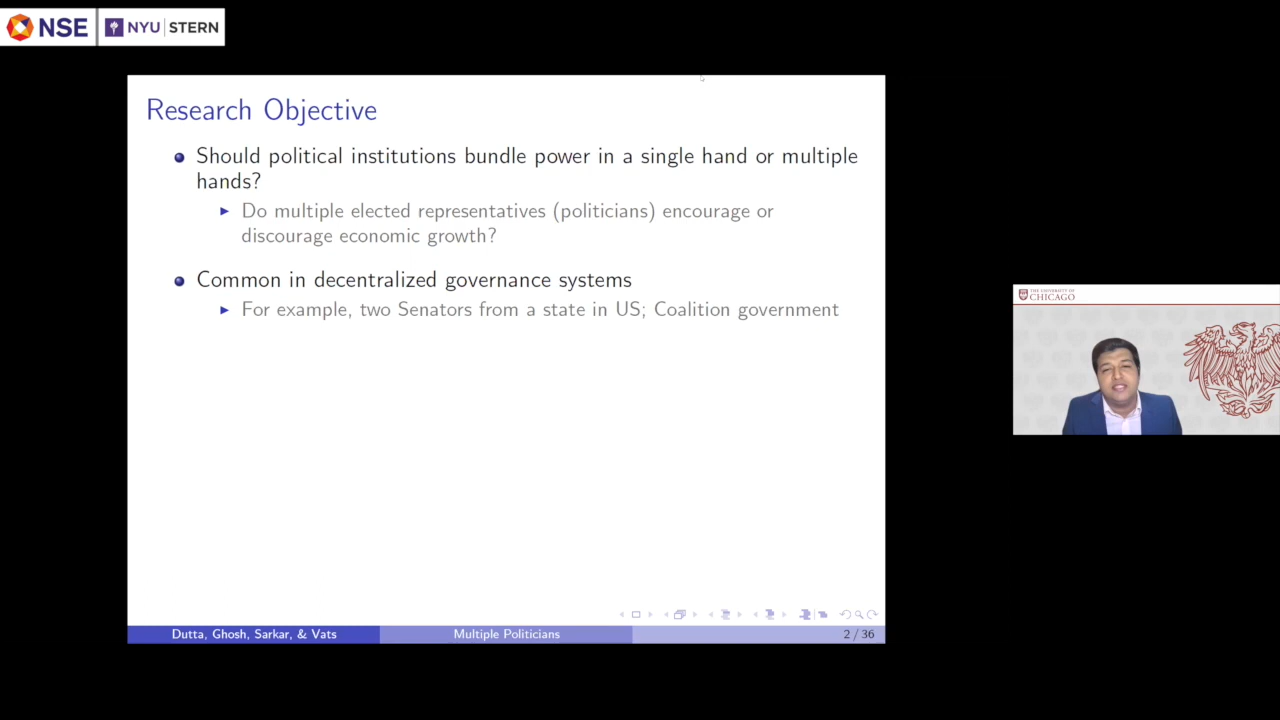 NSE NYU STERN
Research Objective
Should political institutions bundle power in a single hand or multiple
hands?
Do multiple elected representatives (politicians) encourage or
discourage economic growth?
Common in decentralized governance systems
For example, two Senators from a state in US; Coalition government
THE UNIVERSITY OF
CHICAGO
Dutta, Ghosh, Sarkar, & Vats Multiple Politicians 2 / 36